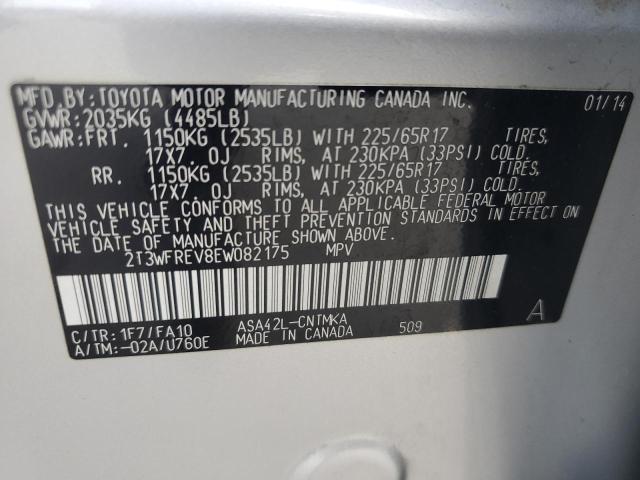 MFD.BY:TOYOTA MOTOR MANUFACTURING CANADA INC. 01/14
GVWR:2035KG (4485LB)
GAWR:FRT. 1150KG (2535LB) WITH 225/65R17 TIRES,
17X7. OJ RIMS, AT 230KPA (33PSI) COLD.
RR. 1150KG (2535LB) WITH 225/65R17 TIRES,
17X7. OJ RIMS, AT 230KPA (33PSI) COLD.
THIS VEHICLE CONFORMS TO ALL APPLICABLE FEDERAL MOTOR
VEHICLE SAFETY AND THEFT PREVENTION STANDARDS IN EFFECT ON
THE DATE OF MANUFACTURE SHOWN ABOVE.
2T3WFREV8EW082175 MPV
C/TR:1F7/FA10 ASA42L-CNTMKA 509 A
A/TM:-02A/U760E MADE IN CANADA